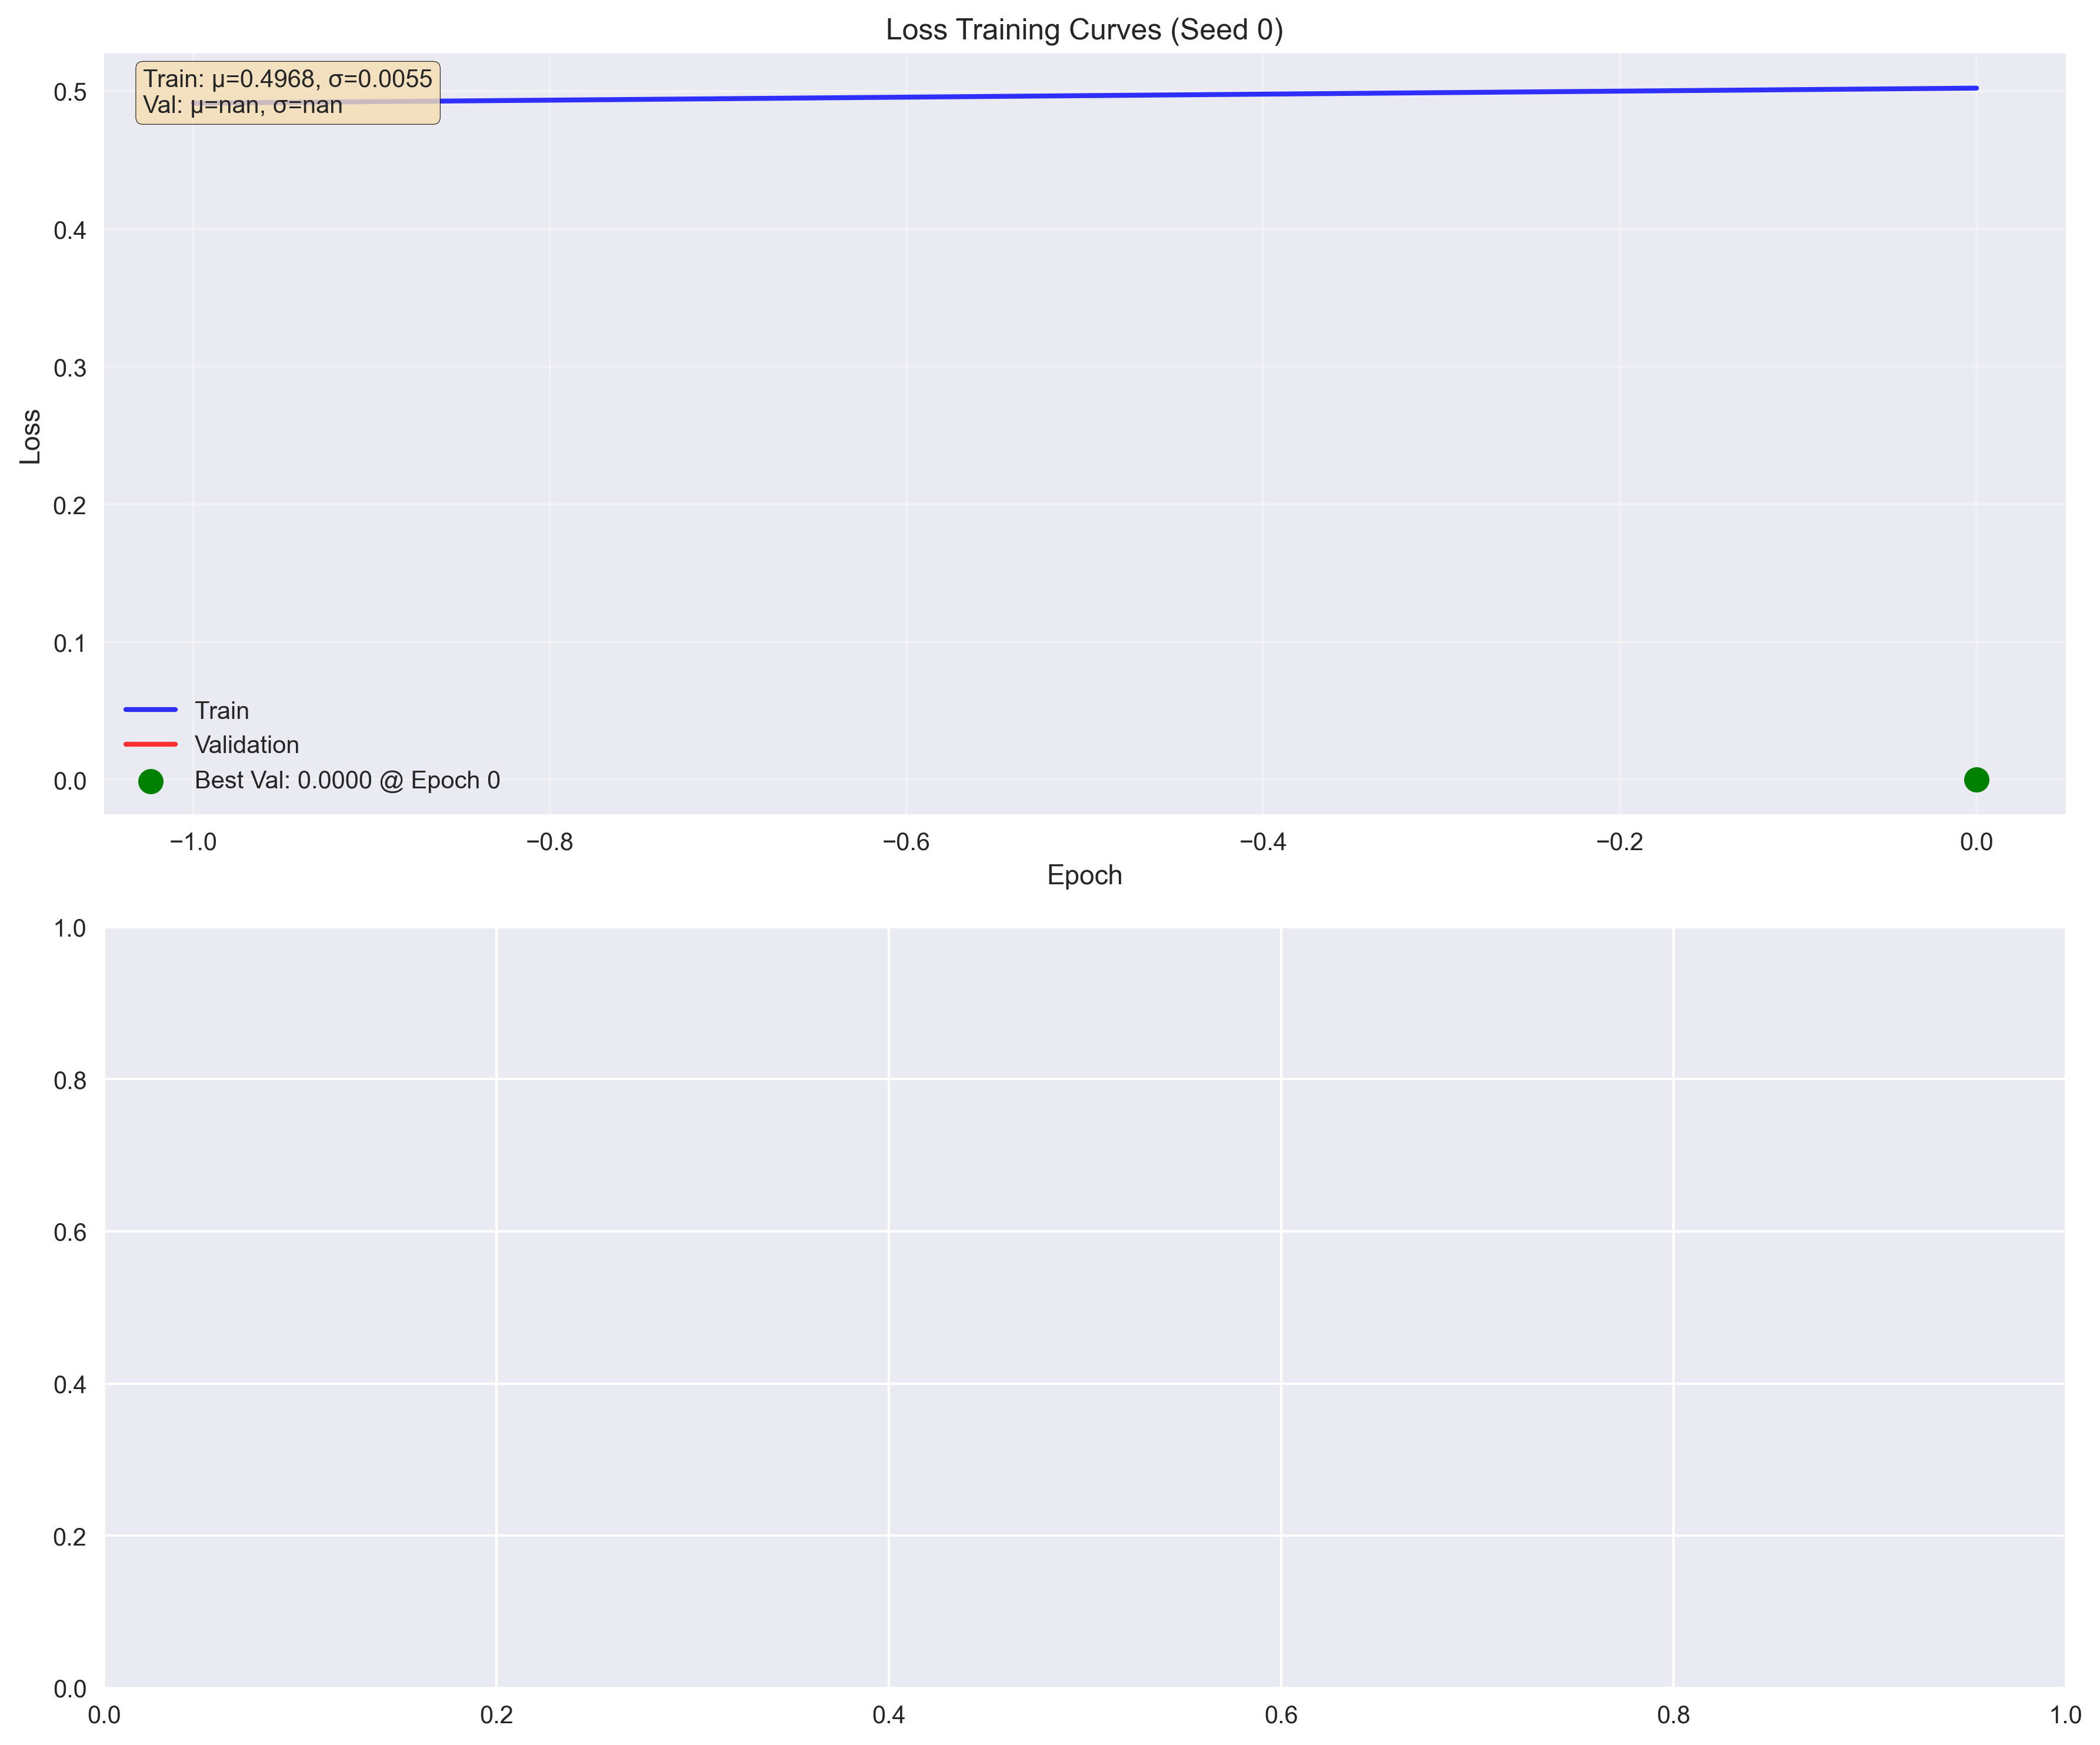 Loss Training Curves (Seed 0)
Train: μ=0.4968, σ=0.0055
Val: μ=nan, σ=nan
0.5
0.4
0.3
0.2
0.1
0.0
Loss
Train
Validation
Best Val: 0.0000 @ Epoch 0
−1.0 −0.8 −0.6 −0.4 −0.2 0.0
Epoch
1.0
0.8
0.6
0.4
0.2
0.0
0.0 0.2 0.4 0.6 0.8 1.0